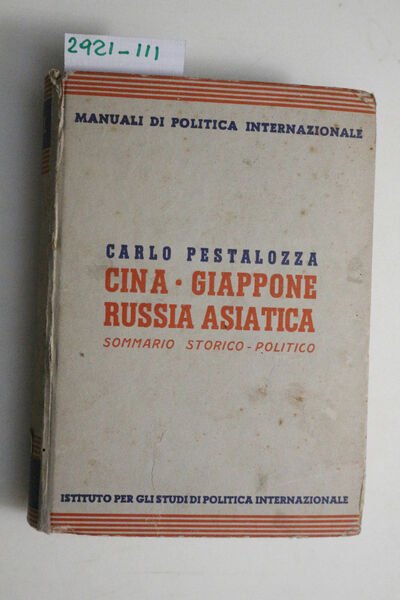 2921-111
MANUALI DI POLITICA INTERNAZIONALE
CARLO PESTALOZZA
CINA • GIAPPONE
RUSSIA ASIATICA
SOMMARIO STORICO-POLITICO
ISTITUTO PER GLI STUDI DI POLITICA INTERNAZIONALE